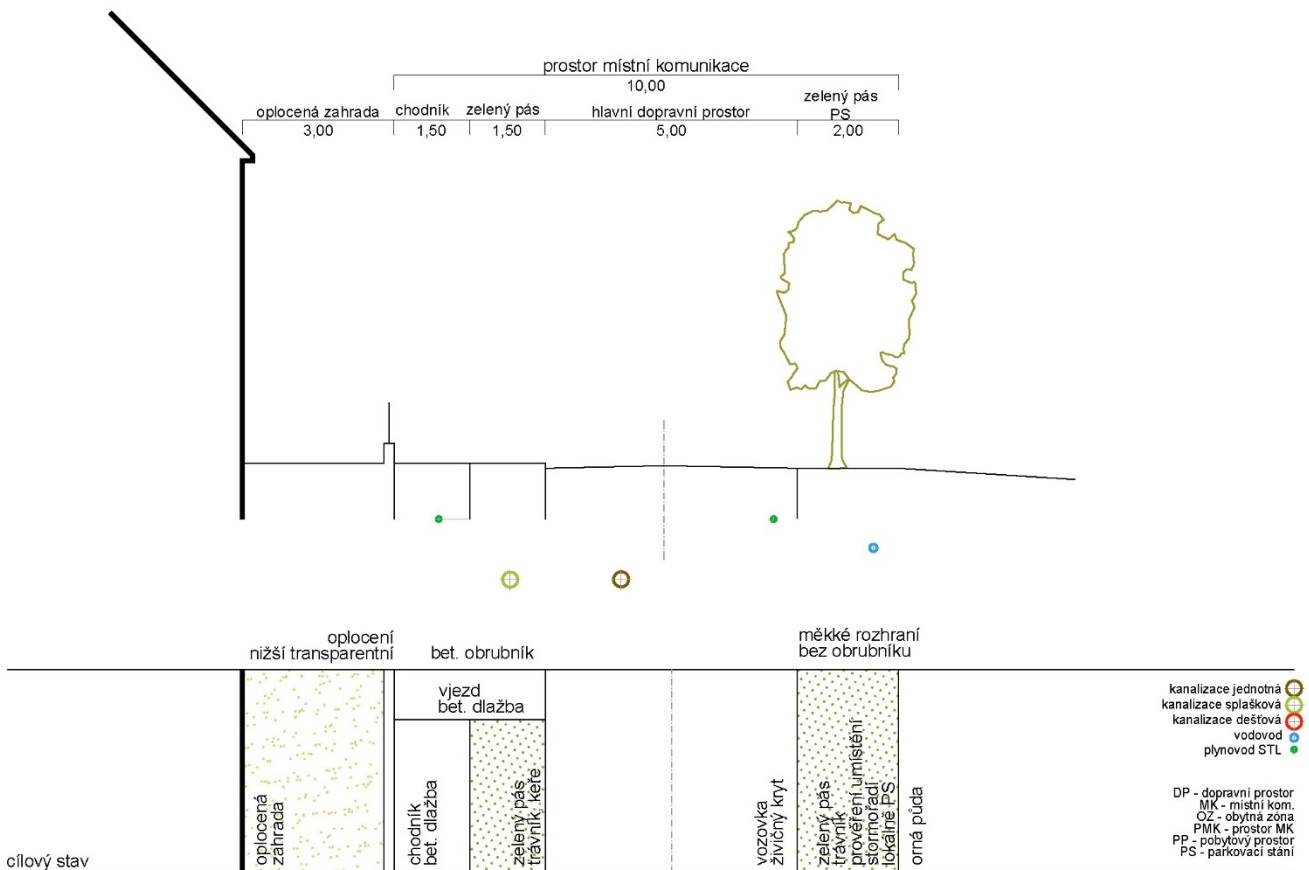 prostor místní komunikace
10,00
oplocená zahrada
3,00
chodník
1,50
zelený pás
1,50
hlavní dopravní prostor
5,00
zelený pás
PS
2,00
oplocení
nižší transparentní
bet. obrubník
měkké rozhraní
bez obrubníku
vjezd
bet. dlažba
oplocená
zahrada
chodník
bet. dlažba
zelený pás
trávník, keře
vozovka
živičný kryt
zelený pás
trávník
prověření umístění
stromořadí
lokálně PS
orná půda
kanalizace jednotná
kanalizace splašková
kanalizace dešťová
vodovod
plynovod STL
DP - dopravní prostor
MK - místní kom.
OZ - obytná zóna
PMK - prostor MK
PP - pobytový prostor
PS - parkovací stání
cílový stav